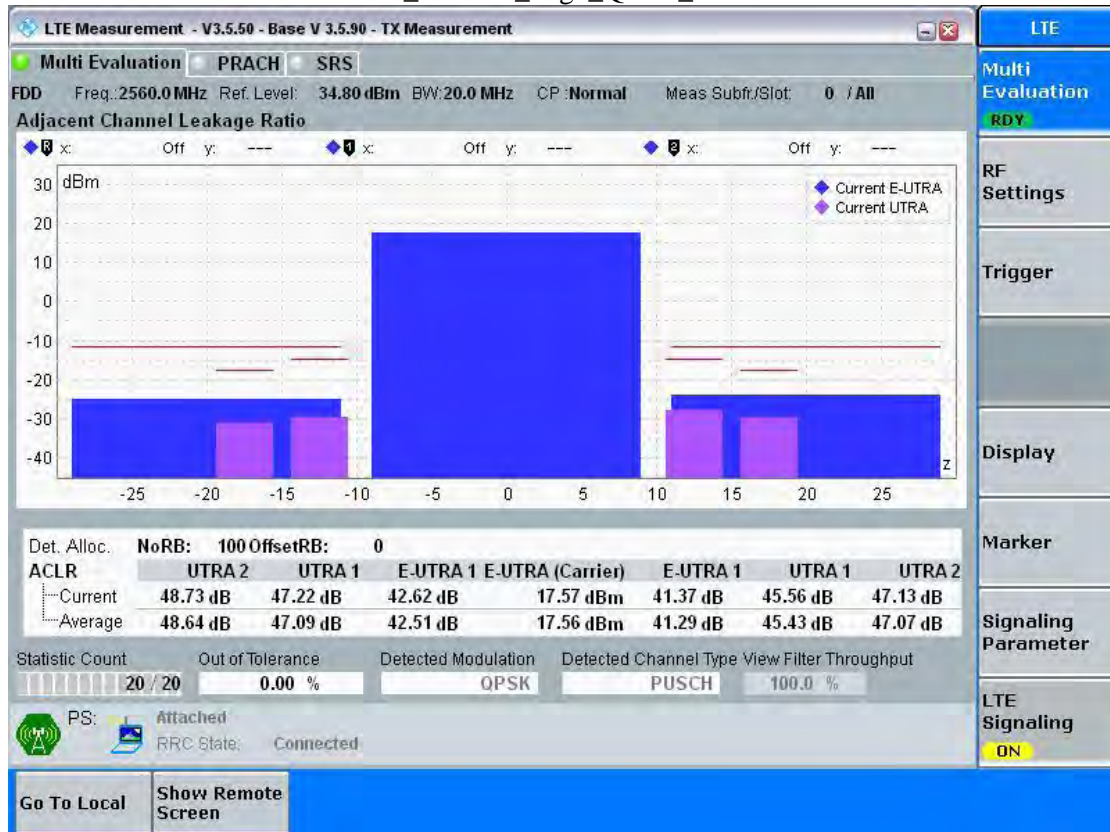 LTE Measurement - V3.5.50 - Base V 3.5.90 - TX Measurement
LTE
Multi Evaluation PRACH SRS
Multi Evaluation
RDY
FDD Freq.:2560.0 MHz Ref. Level: 34.80 dBm BW:20.0 MHz CP :Normal Meas Subfr./Slot: 0 / All
Adjacent Channel Leakage Ratio
R x: Off y: --- 1 x: Off y: --- 2 x: Off y: ---
dBm
Current E-UTRA
Current UTRA
30
20
10
0
-10
-20
-30
-40
z
-25 -20 -15 -10 -5 0 5 10 15 20 25
RF Settings
Trigger
Display
Marker
Signaling Parameter
LTE Signaling
ON
Det. Alloc. NoRB: 100 OffsetRB: 0
ACLR UTRA 2 UTRA 1 E-UTRA 1 E-UTRA (Carrier) E-UTRA 1 UTRA 1 UTRA 2
Current 48.73 dB 47.22 dB 42.62 dB 17.57 dBm 41.37 dB 45.56 dB 47.13 dB
Average 48.64 dB 47.09 dB 42.51 dB 17.56 dBm 41.29 dB 45.43 dB 47.07 dB
Statistic Count Out of Tolerance Detected Modulation Detected Channel Type View Filter Throughput
20 / 20 0.00 % QPSK PUSCH 100.0 %
PS: Attached
RRC State: Connected
Go To Local
Show Remote Screen